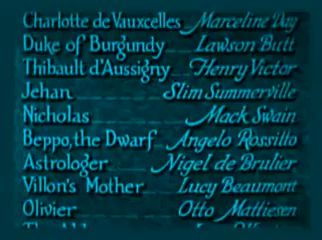 Charlotte de Vauxcelles Marceline Day
Duke of Burgundy Lawson Butt
Thibault d'Aussigny Henry Victor
Jehan Slim Summerville
Nicholas Mack Swain
Beppo, the Dwarf Angelo Rossitto
Astrologer Nigel de Brulier
Villon's Mother Lucy Beaumont
Olivier Otto Mattiesen